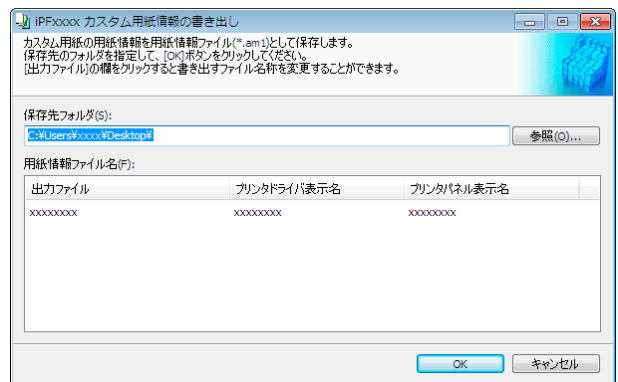 iPFxxxx カスタム用紙情報の書き出し
カスタム用紙の用紙情報を用紙情報ファイル(*.am1)として保存します。
保存先のフォルダを指定して、[OK]ボタンをクリックしてください。
[出力ファイル]の欄をクリックすると書き出すファイル名称を変更することができます。
保存先フォルダ(S):
C:¥Users¥xxxx¥Desktop¥ 参照(O)...
用紙情報ファイル名(F):
出力ファイル プリンタドライバ表示名 プリンタパネル表示名
xxxxxxxx xxxxxxxx xxxxxxxx
OK キャンセル